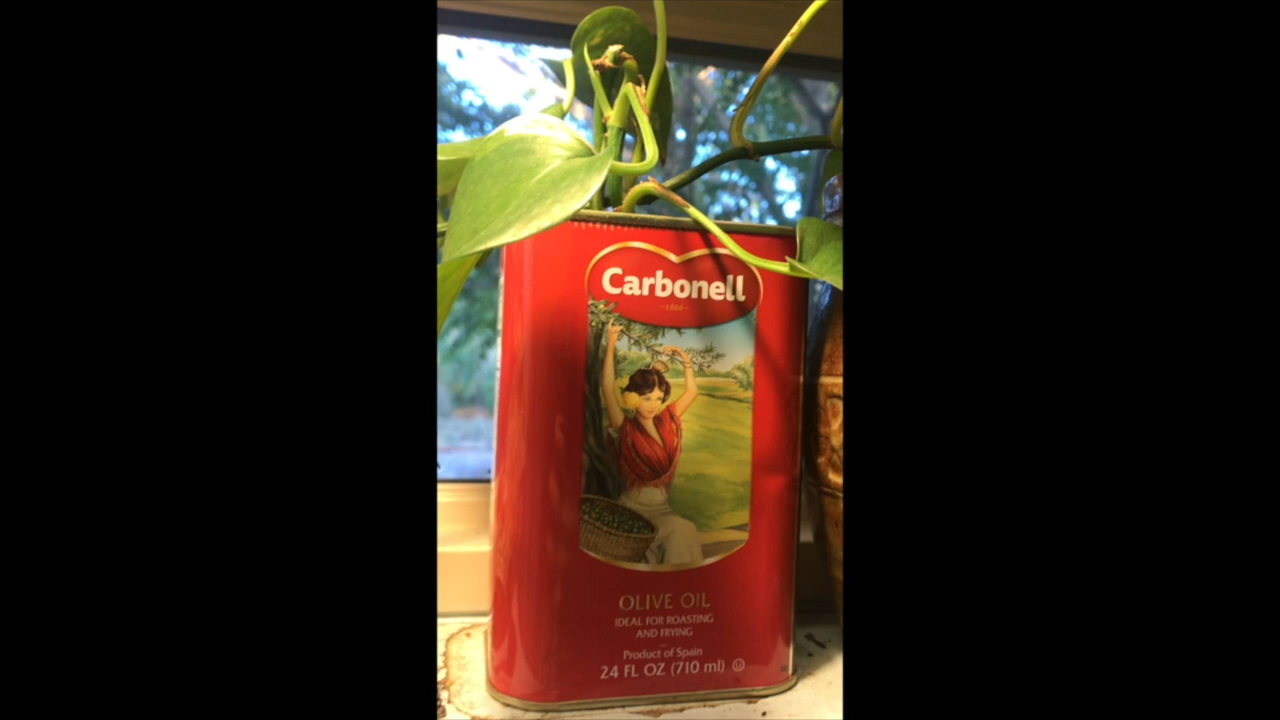 Carbonell
-1866-
OLIVE OIL
IDEAL FOR ROASTING
AND FRYING
Product of Spain
24 FL OZ (710 ml)